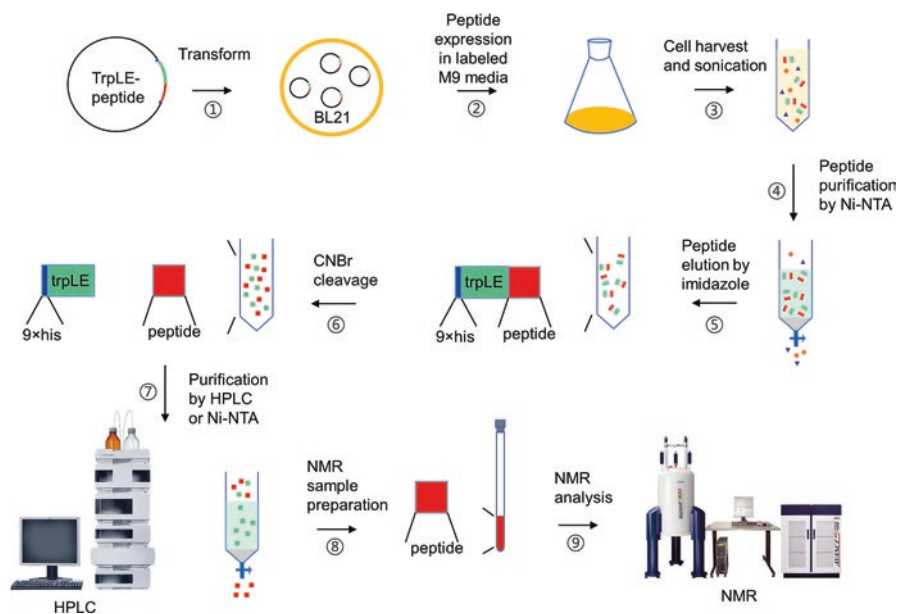 TrpLE-
peptide
Transform
①
BL21
Peptide
expression
in labeled
M9 media
②
Cell harvest
and sonication
③
④
Peptide
purification
by Ni-NTA
Peptide
elution by
imidazole
⑤
trpLE
9×his
peptide
CNBr
cleavage
⑥
trpLE
9×his
peptide
⑦
Purification
by HPLC
or Ni-NTA
HPLC
NMR
sample
preparation
⑧
peptide
NMR
analysis
⑨
NMR